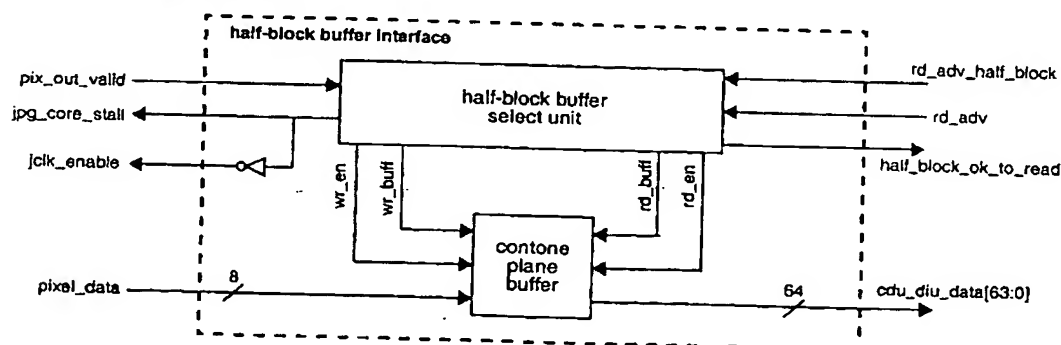 half-block buffer interface
pix_out_valid
rd_adv_half_block
half-block buffer
select unit
jpg_core_stall
rd_adv
jclk_enable
half_block_ok_to_read
wr_en
wr_buff
rd_buff
rd_en
contone
plane
buffer
pixel_data
8
64
cdu_diu_data[63:0]